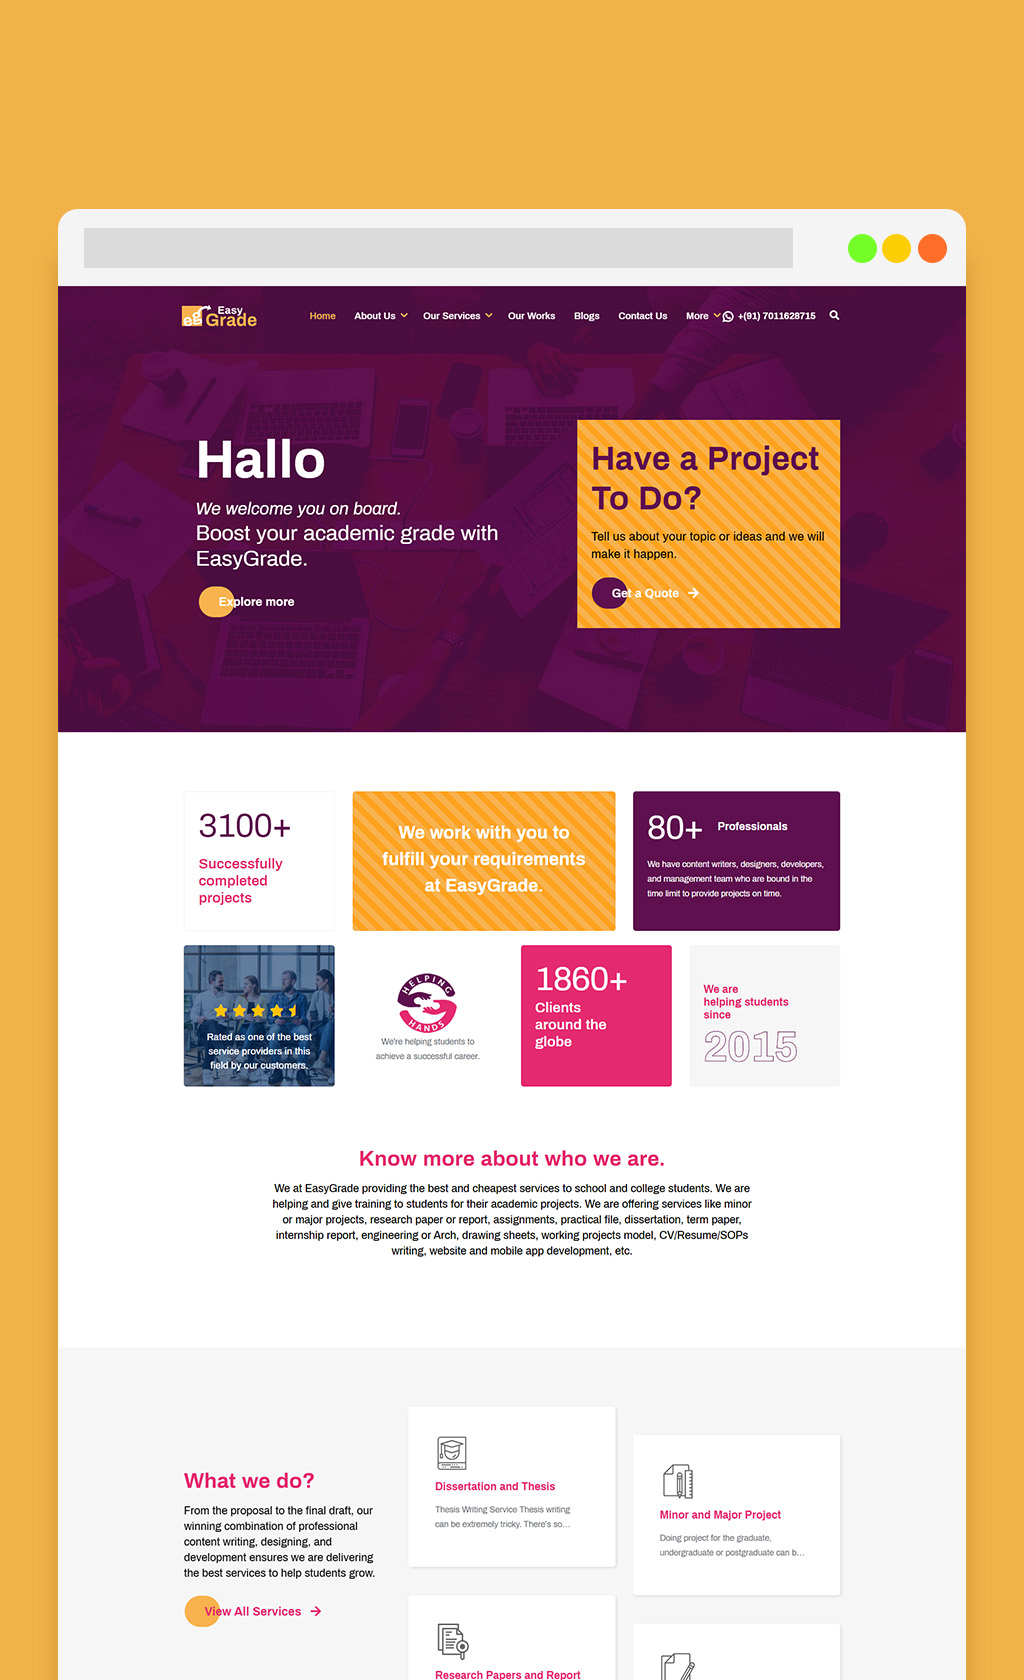 eg Easy
Grade
Home About Us Our Services Our Works Blogs Contact Us More +(91) 7011628715
Hallo
We welcome you on board.
Boost your academic grade with
EasyGrade.
Explore more
Have a Project
To Do?
Tell us about your topic or ideas and we will
make it happen.
Get a Quote
3100+
Successfully
completed
projects
We work with you to
fulfill your requirements
at EasyGrade.
80+ Professionals
We have content writers, designers, developers,
and management team who are bound in the
time limit to provide projects on time.
Rated as one of the best
service providers in this
field by our customers.
HELPING
HANDS
We're helping students to
achieve a successful career.
1860+
Clients
around the
globe
We are
helping students
since
2015
Know more about who we are.
We at EasyGrade providing the best and cheapest services to school and college students. We are
helping and give training to students for their academic projects. We are offering services like minor
or major projects, research paper or report, assignments, practical file, dissertation, term paper,
internship report, engineering or Arch, drawing sheets, working projects model, CV/Resume/SOPs
writing, website and mobile app development, etc.
What we do?
From the proposal to the final draft, our
winning combination of professional
content writing, designing, and
development ensures we are delivering
the best services to help students grow.
View All Services
Dissertation and Thesis
Thesis Writing Service Thesis writing
can be extremely tricky. There's so...
Minor and Major Project
Doing project for the graduate,
undergraduate or postgraduate can b...
Research Papers and Report